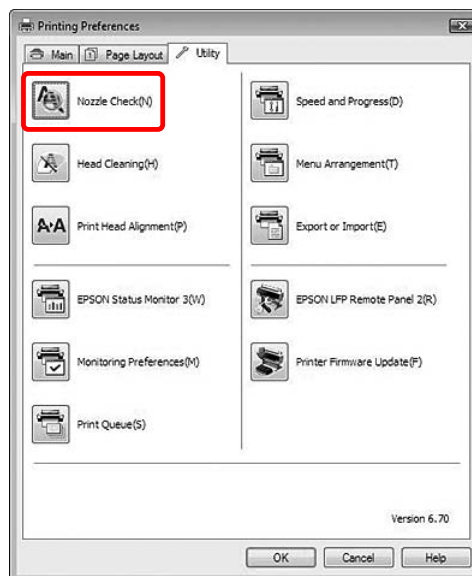 Printing Preferences
Main
Page Layout
Utility
Nozzle Check(N)
Speed and Progress(D)
Head Cleaning(H)
Menu Arrangement(T)
A▸A
Print Head Alignment(P)
Export or Import(E)
EPSON Status Monitor 3(W)
EPSON LFP Remote Panel 2(R)
Monitoring Preferences(M)
Printer Firmware Update(F)
Print Queue(S)
Version 6.70
OK
Cancel
Help